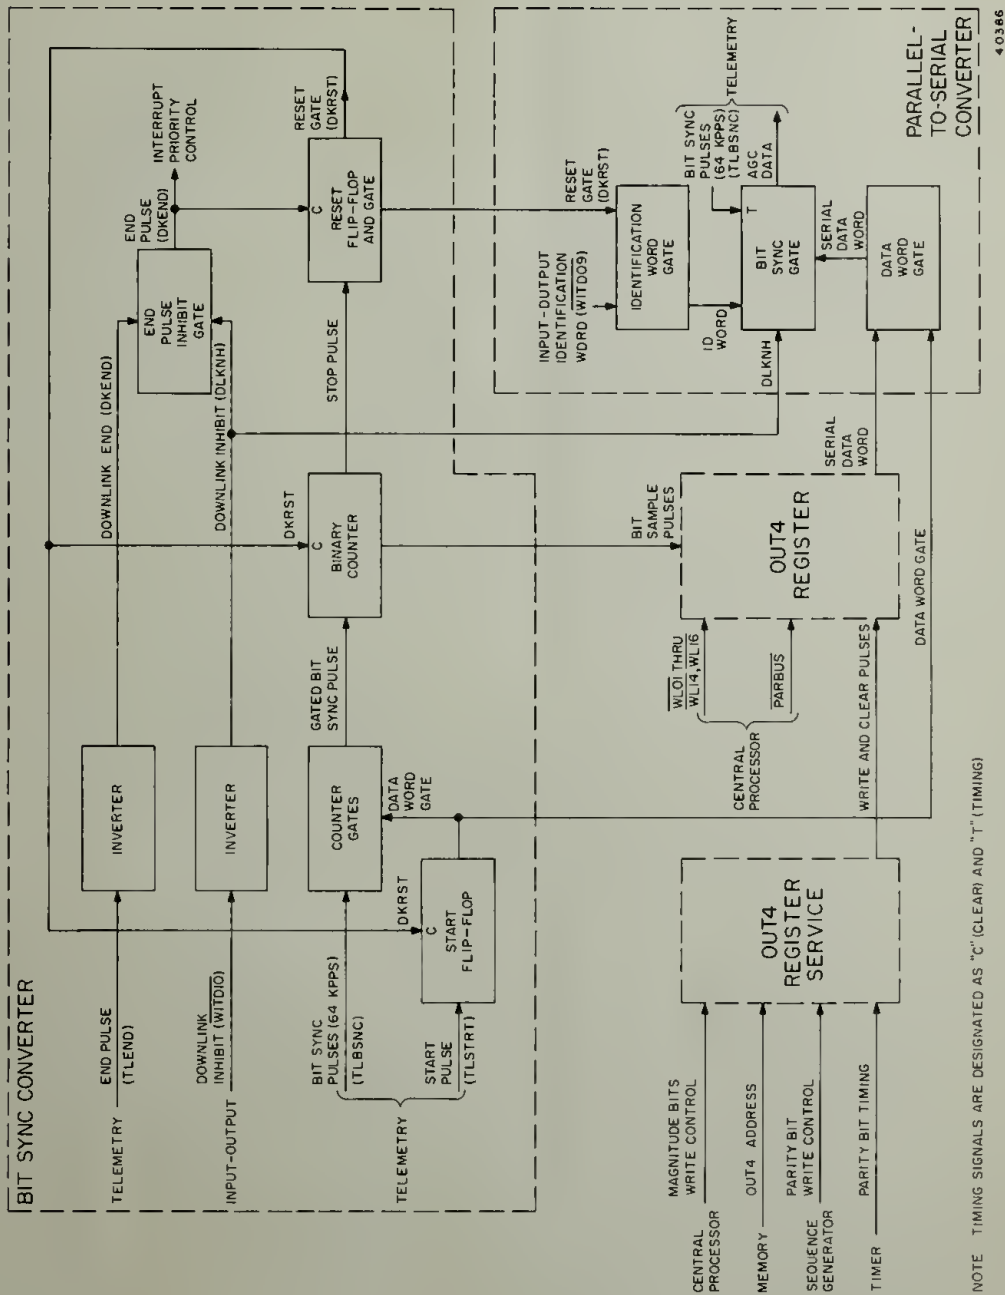 BIT SYNC CONVERTER
TELEMETRY
END PULSE
(TLEND)
INVERTER
DOWNLINK END (DKEND)
END
PULSE
INHIBIT
GATE
END
PULSE
(DKEND)
INTERRUPT
PRIORITY
CONTROL
INPUT-OUTPUT
DOWNLINK
INHIBIT (WITD10)
INVERTER
DOWNLINK INHIBIT (DLKNH)
TELEMETRY
BIT SYNC
PULSES (64 KPPS)
(TLBSNC)
COUNTER
GATES
GATED BIT
SYNC PULSE
DKRST
C
BINARY
COUNTER
STOP PULSE
C
RESET
FLIP-FLOP
AND GATE
RESET
GATE
(DKRST)
START
PULSE
(TLSTRT)
DKRST
C
START
FLIP-FLOP
DATA
WORD
GATE
BIT
SAMPLE
PULSES
RESET
GATE
(DKRST)
INPUT-OUTPUT
IDENTIFICATION
WORD (WITD09)
IDENTIFICATION
WORD
GATE
ID
WORD
DLKNH
BIT SYNC
PULSES
(64 KPPS)
(TLBSNC)
AGC
DATA
TELEMETRY
T
BIT
SYNC
GATE
SERIAL
DATA
WORD
DATA
WORD
GATE
PARALLEL-
TO-SERIAL
CONVERTER
CENTRAL
PROCESSOR
MAGNITUDE BITS
WRITE CONTROL
MEMORY
OUT4 ADDRESS
SEQUENCE
GENERATOR
PARITY BIT
WRITE CONTROL
TIMER
PARITY BIT TIMING
OUT4
REGISTER
SERVICE
WRITE AND CLEAR PULSES
CENTRAL
PROCESSOR
WL01 THRU
WL14, WL16
PARBUS
OUT4
REGISTER
SERIAL
DATA
WORD
DATA WORD GATE
NOTE TIMING SIGNALS ARE DESIGNATED AS "C" (CLEAR) AND "T" (TIMING)
40386